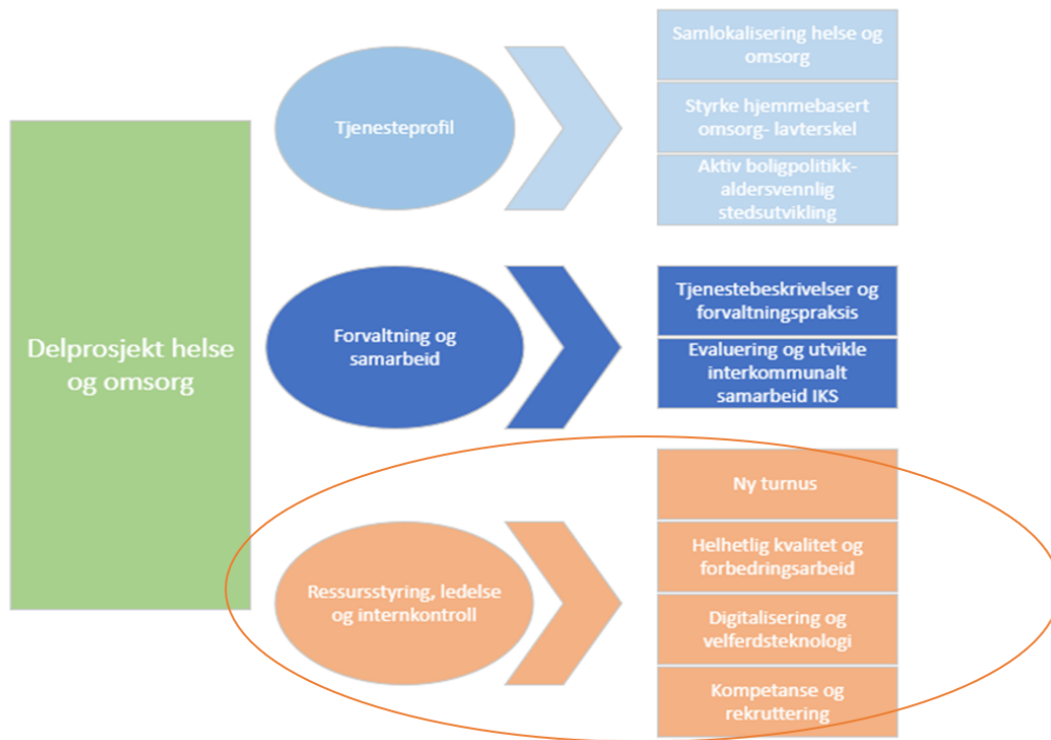 Delprosjekt helse
og omsorg
Tjenesteprofil
Samlokalisering helse og
omsorg
Styrke hjemmebasert
omsorg- lavterskel
Aktiv boligpolitikk-
aldersvennlig
stedsutvikling
Forvaltning og
samarbeid
Tjenestebeskrivelser og
forvaltningspraksis
Evaluering og utvikle
interkommunalt
samarbeid IKS
Ressursstyring, ledelse
og internkontroll
Ny turnus
Helhetlig kvalitet og
forbedringsarbeid
Digitalisering og
velferdsteknologi
Kompetanse og
rekruttering